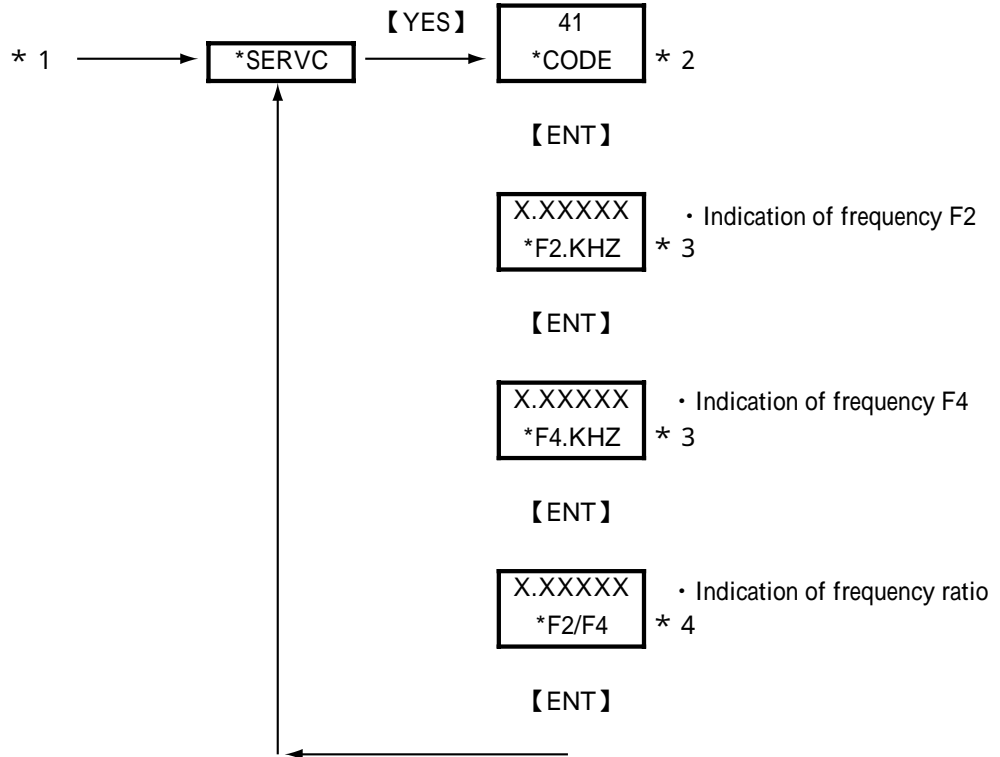 【YES】
* 1
*SERVC
41
*CODE
* 2
【ENT】
X.XXXXX
・Indication of frequency F2
*F2.KHZ
* 3
【ENT】
X.XXXXX
・Indication of frequency F4
*F4.KHZ
* 3
【ENT】
X.XXXXX
・Indication of frequency ratio
*F2/F4
* 4
【ENT】